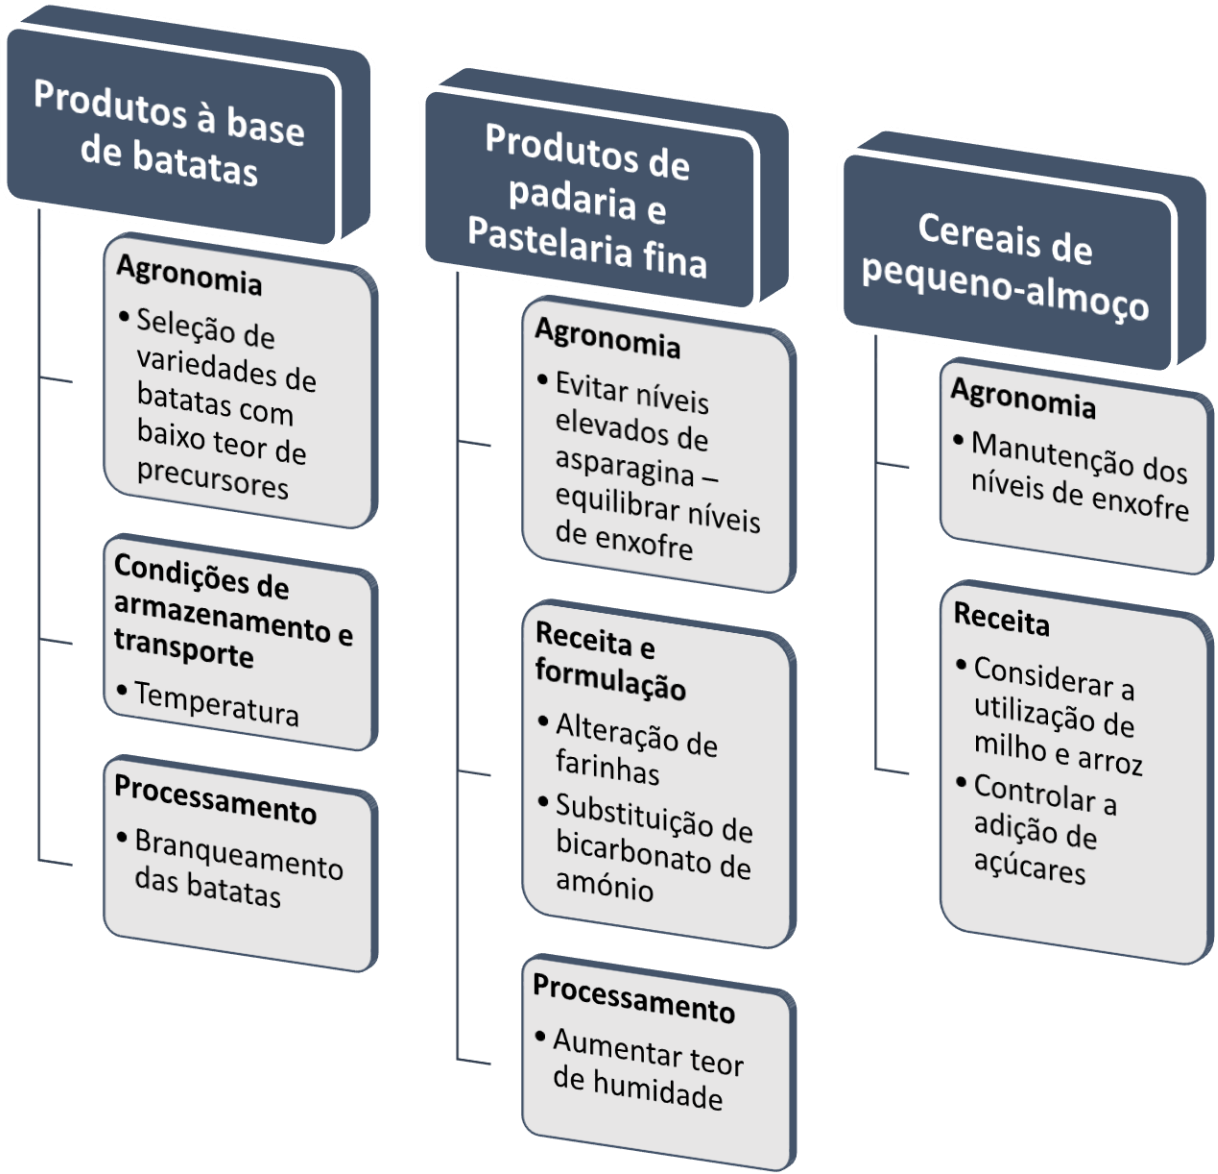 Produtos à base
de batatas
Agronomia
• Seleção de
variedades de
batatas com
baixo teor de
precursores
Condições de
armazenamento e
transporte
• Temperatura
Processamento
• Branqueamento
das batatas
Produtos de
padaria e
Pastelaria fina
Agronomia
• Evitar níveis
elevados de
asparagina –
equilibrar níveis
de enxofre
Receita e
formulação
• Alteração de
farinhas
• Substituição de
bicarbonato de
amónio
Processamento
• Aumentar teor
de humidade
Cereais de
pequeno-almoço
Agronomia
• Manutenção dos
níveis de enxofre
Receita
• Considerar a
utilização de
milho e arroz
• Controlar a
adição de
açúcares